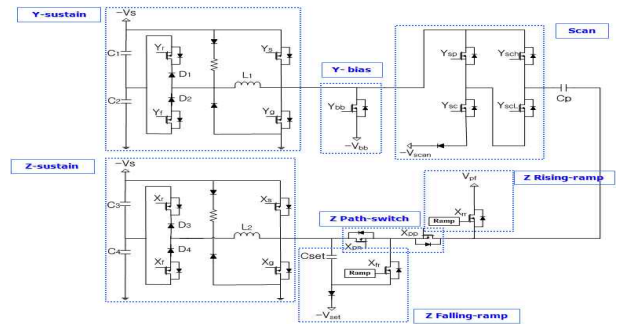 Y-sustain
−Vs
C1
C2
Yr
D1
D2
Yf
L1
Ys
Yg
Y- bias
Ybb
−Vbb
Scan
Ysp
Ysch
Ysc
YscL
−Vscan
Cp
Z-sustain
−Vs
C3
C4
Xr
D3
D4
Xf
L2
Xs
Xg
Z Path-switch
Xpn
Xpp
Cset
Ramp
Xfr
−Vset
Z Falling-ramp
Vpf
Z Rising-ramp
Xrr
Ramp